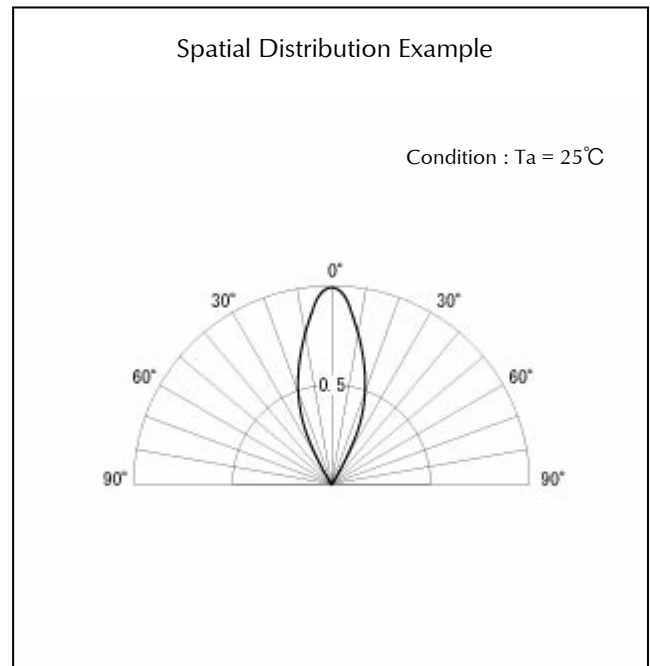 Spatial Distribution Example
Condition : Ta = 25℃
0°
30° 30°
60° 60°
0.5
90° 90°